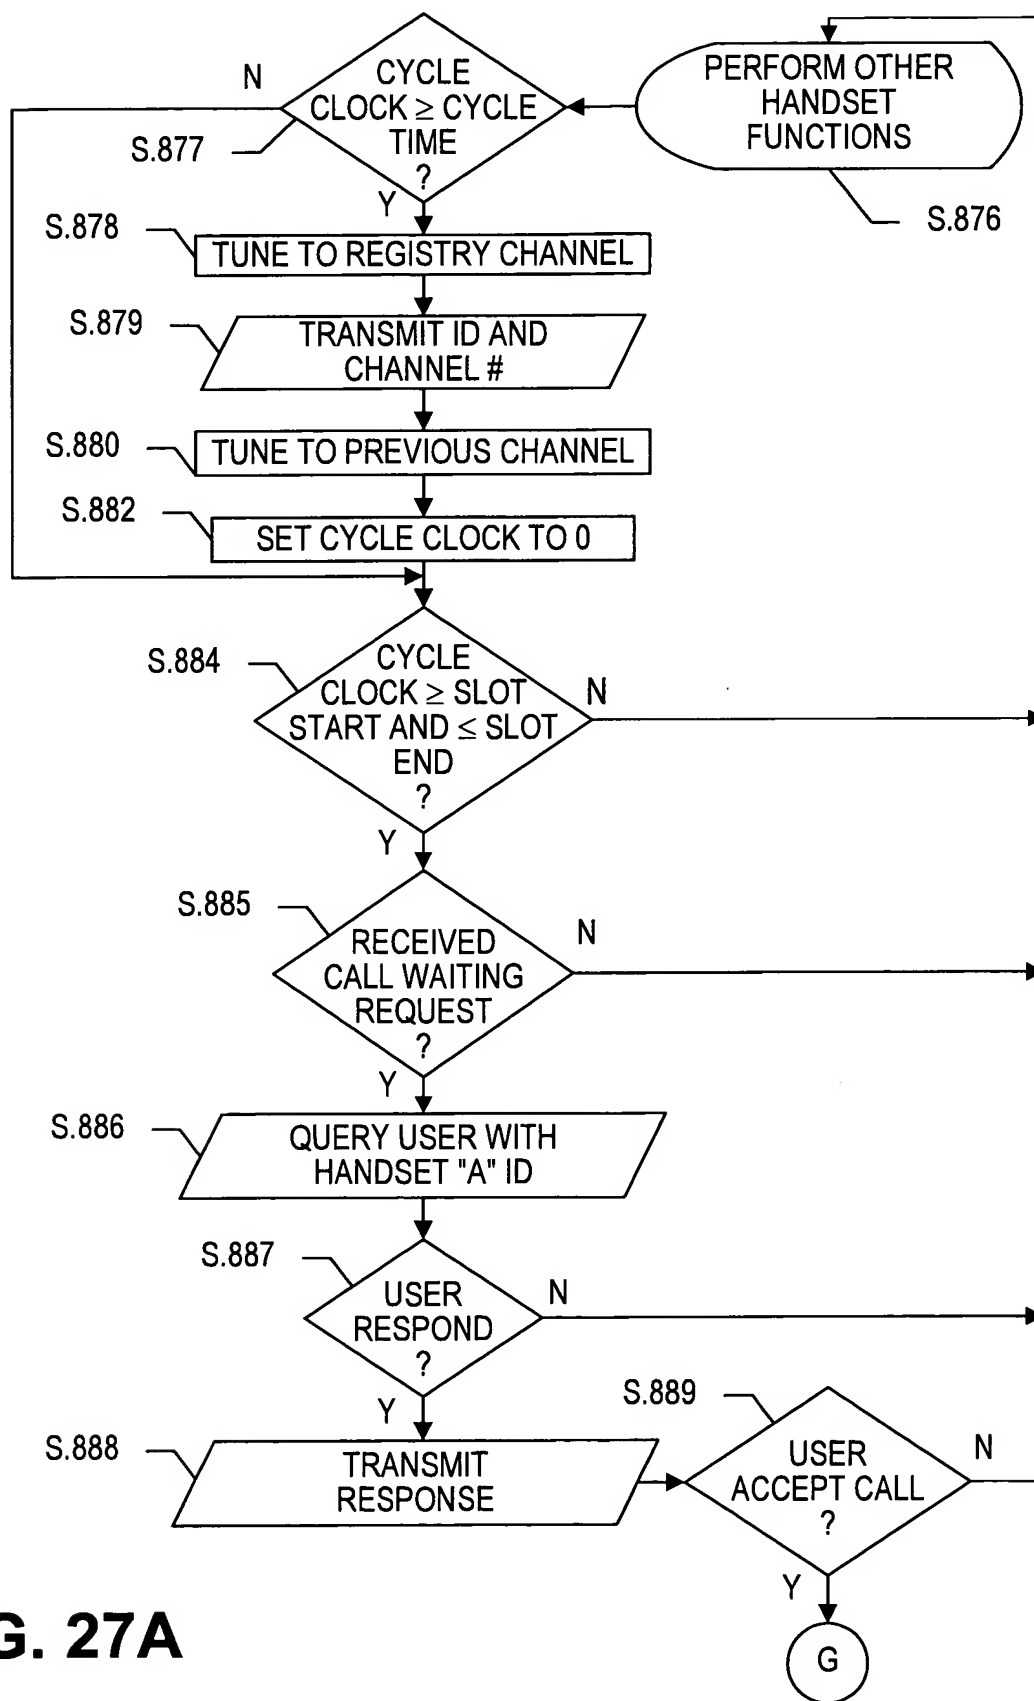 PERFORM OTHER
HANDSET
FUNCTIONS
S.876
N
CYCLE
CLOCK ≥ CYCLE
TIME
?
S.877
Y
S.878
TUNE TO REGISTRY CHANNEL
S.879
TRANSMIT ID AND
CHANNEL #
S.880
TUNE TO PREVIOUS CHANNEL
S.882
SET CYCLE CLOCK TO 0
S.884
CYCLE
CLOCK ≥ SLOT
START AND ≤ SLOT
END
?
N
Y
S.885
RECEIVED
CALL WAITING
REQUEST
?
N
Y
S.886
QUERY USER WITH
HANDSET "A" ID
S.887
USER
RESPOND
?
N
Y
S.888
TRANSMIT
RESPONSE
S.889
USER
ACCEPT CALL
?
N
Y
G
G. 27A